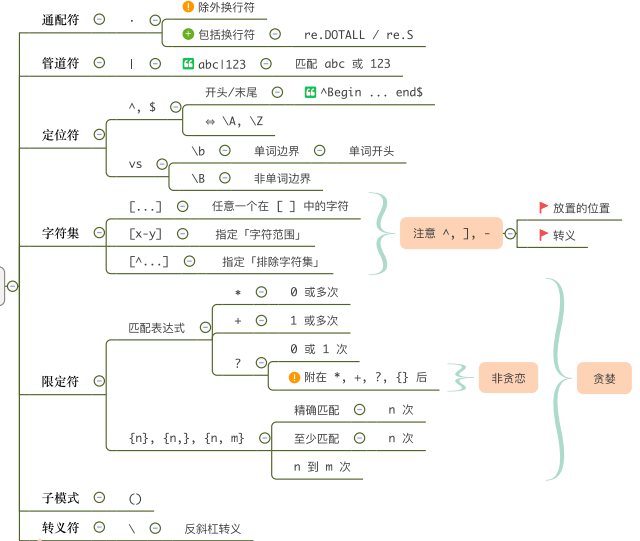 通配符 .
除外换行符
包括换行符 re.DOTALL / re.S
管道符 | abc|123 匹配 abc 或 123
定位符
^, $
开头/末尾 ^Begin ... end$
⇔ \A, \Z
vs
\b 单词边界 单词开头
\B 非单词边界
字符集
[...] 任意一个在 [ ] 中的字符
[x-y] 指定「字符范围」
[^...] 指定「排除字符集」
注意 ^, ], -
放置的位置
转义
限定符
匹配表达式
* 0 或多次
+ 1 或多次
?
0 或 1 次
附在 *, +, ?, {} 后
非贪恋
贪婪
{n}, {n,}, {n, m}
精确匹配 n 次
至少匹配 n 次
n 到 m 次
子模式 ()
转义符 \ 反斜杠转义